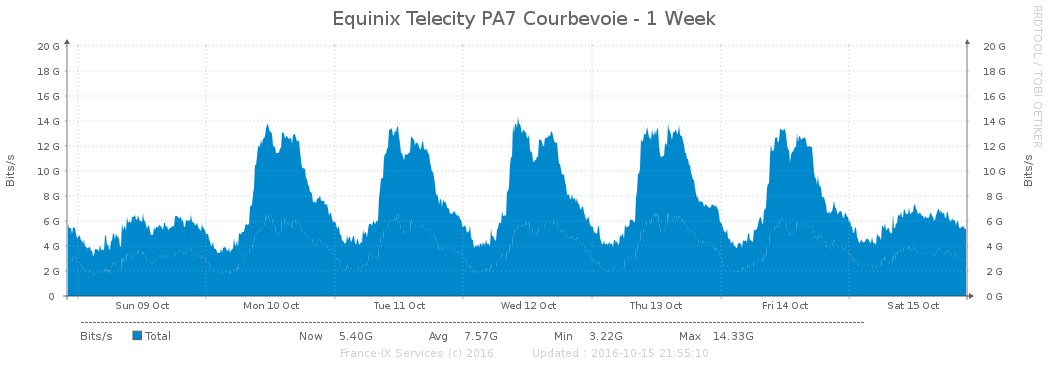 Equinix Telecity PA7 Courbevoie - 1 Week
RRDTOOL / TOBI OETIKER
Bits/s
20 G 20 G
18 G 18 G
16 G 16 G
14 G 14 G
12 G 12 G
10 G 10 G
8 G 8 G
6 G 6 G
4 G 4 G
2 G 2 G
0 0 G
Bits/s
Sun 09 Oct Mon 10 Oct Tue 11 Oct Wed 12 Oct Thu 13 Oct Fri 14 Oct Sat 15 Oct
Bits/s Total Now 5.40G Avg 7.57G Min 3.22G Max 14.33G
France-IX Services (c) 2016 Updated : 2016-10-15 21:55:10